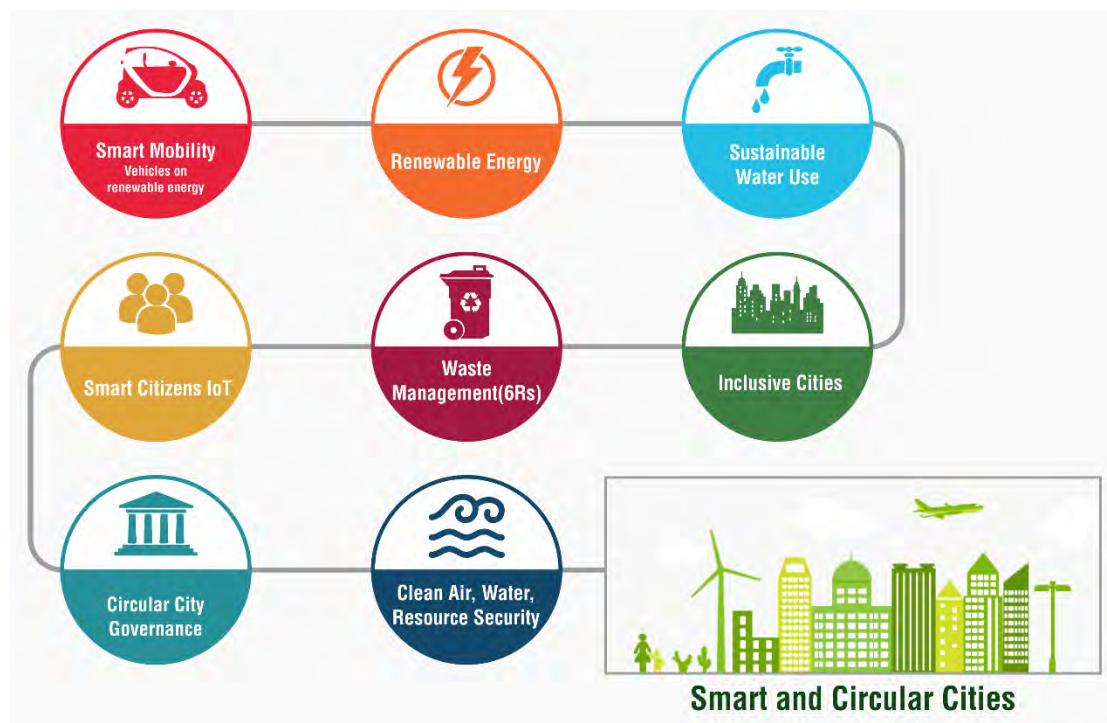 Smart Mobility
Vehicles on
renewable energy
Renewable Energy
Sustainable
Water Use
Smart Citizens IoT
Waste
Management(6Rs)
Inclusive Cities
Circular City
Governance
Clean Air, Water,
Resource Security
Smart and Circular Cities